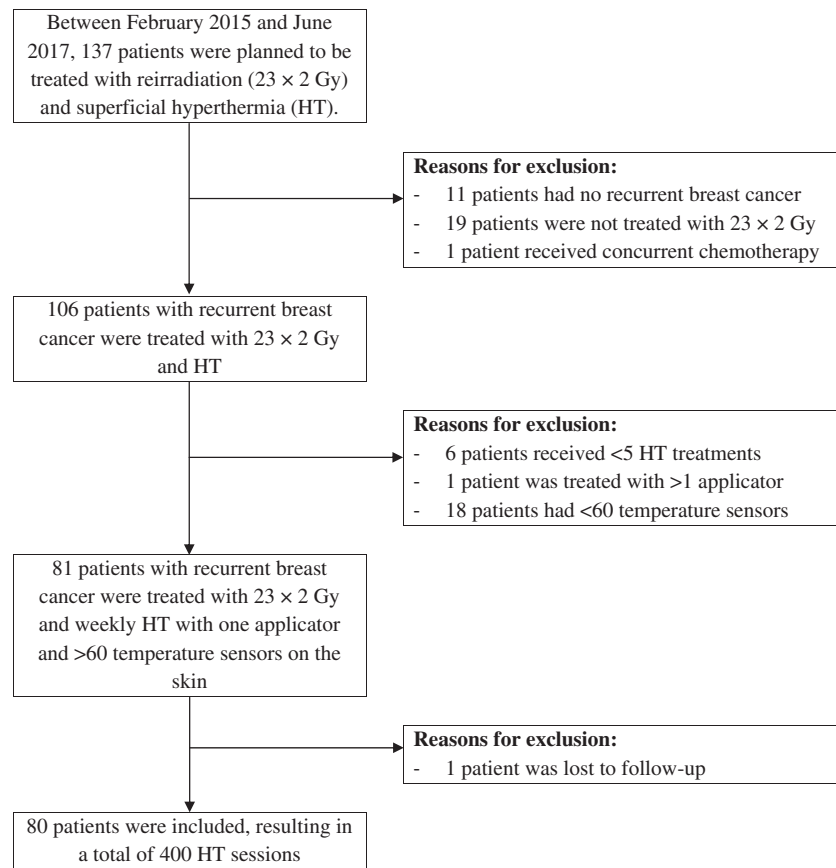 Between February 2015 and June
2017, 137 patients were planned to be
treated with reirradiation (23 × 2 Gy)
and superficial hyperthermia (HT).
Reasons for exclusion:
- 11 patients had no recurrent breast cancer
- 19 patients were not treated with 23 × 2 Gy
- 1 patient received concurrent chemotherapy
106 patients with recurrent breast
cancer were treated with 23 × 2 Gy
and HT
Reasons for exclusion:
- 6 patients received <5 HT treatments
- 1 patient was treated with >1 applicator
- 18 patients had <60 temperature sensors
81 patients with recurrent breast
cancer were treated with 23 × 2 Gy
and weekly HT with one applicator
and >60 temperature sensors on the
skin
Reasons for exclusion:
- 1 patient was lost to follow-up
80 patients were included, resulting in
a total of 400 HT sessions